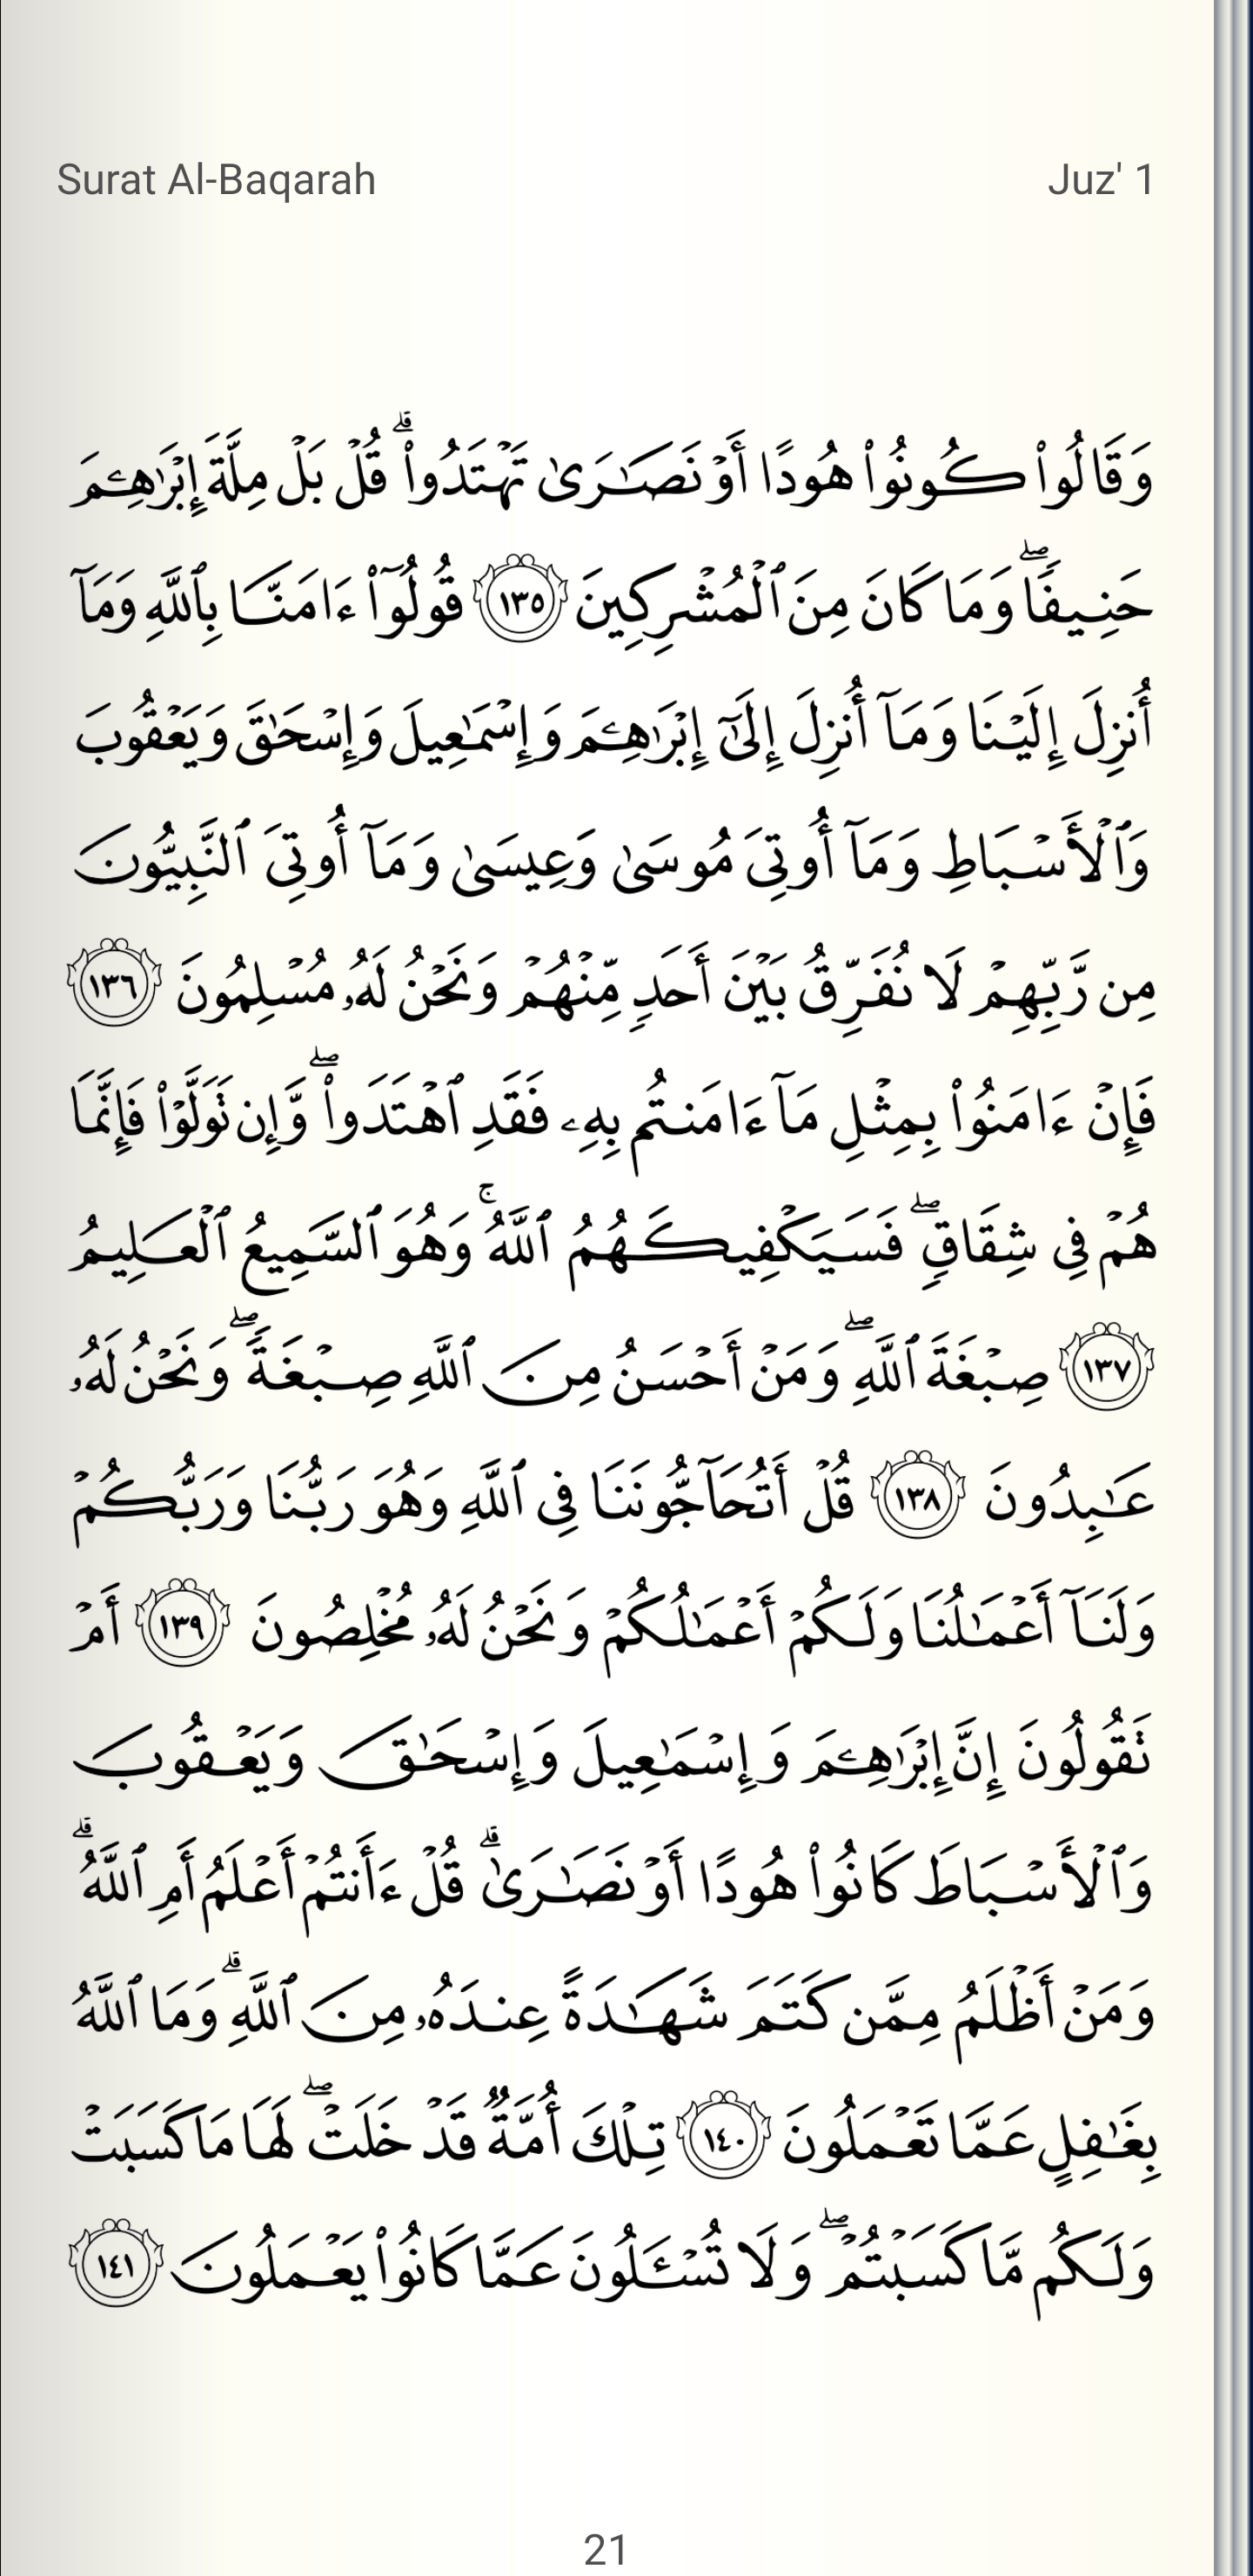 Surat Al-Baqarah Juz' 1
وَقَالُوا۟ كُونُوا۟ هُودًا أَوْ نَصَـٰرَىٰ تَهْتَدُوا۟ ۗ قُلْ بَلْ مِلَّةَ إِبْرَٰهِـۧمَ
حَنِيفًا ۖ وَمَا كَانَ مِنَ ٱلْمُشْرِكِينَ ١٣٥ قُولُوٓا۟ ءَامَنَّا بِٱللَّهِ وَمَآ
أُنزِلَ إِلَيْنَا وَمَآ أُنزِلَ إِلَىٰٓ إِبْرَٰهِـۧمَ وَإِسْمَـٰعِيلَ وَإِسْحَـٰقَ وَيَعْقُوبَ
وَٱلْأَسْبَاطِ وَمَآ أُوتِىَ مُوسَىٰ وَعِيسَىٰ وَمَآ أُوتِىَ ٱلنَّبِيُّونَ
مِن رَّبِّهِمْ لَا نُفَرِّقُ بَيْنَ أَحَدٍ مِّنْهُمْ وَنَحْنُ لَهُۥ مُسْلِمُونَ ١٣٦
فَإِنْ ءَامَنُوا۟ بِمِثْلِ مَآ ءَامَنتُم بِهِۦ فَقَدِ ٱهْتَدَوا۟ ۖ وَّإِن تَوَلَّوْا۟ فَإِنَّمَا
هُمْ فِى شِقَاقٍ ۖ فَسَيَكْفِيكَهُمُ ٱللَّهُ ۚ وَهُوَ ٱلسَّمِيعُ ٱلْعَلِيمُ
١٣٧ صِبْغَةَ ٱللَّهِ ۖ وَمَنْ أَحْسَنُ مِنَ ٱللَّهِ صِبْغَةً ۖ وَنَحْنُ لَهُۥ
عَـٰبِدُونَ ١٣٨ قُلْ أَتُحَآجُّونَنَا فِى ٱللَّهِ وَهُوَ رَبُّنَا وَرَبُّكُمْ
وَلَنَآ أَعْمَـٰلُنَا وَلَكُمْ أَعْمَـٰلُكُمْ وَنَحْنُ لَهُۥ مُخْلِصُونَ ١٣٩ أَمْ
تَقُولُونَ إِنَّ إِبْرَٰهِـۧمَ وَإِسْمَـٰعِيلَ وَإِسْحَـٰقَ وَيَعْقُوبَ
وَٱلْأَسْبَاطَ كَانُوا۟ هُودًا أَوْ نَصَـٰرَىٰ ۗ قُلْ ءَأَنتُمْ أَعْلَمُ أَمِ ٱللَّهُ ۗ
وَمَنْ أَظْلَمُ مِمَّن كَتَمَ شَهَـٰدَةً عِندَهُۥ مِنَ ٱللَّهِ ۗ وَمَا ٱللَّهُ
بِغَـٰفِلٍ عَمَّا تَعْمَلُونَ ١٤٠ تِلْكَ أُمَّةٌ قَدْ خَلَتْ ۖ لَهَا مَا كَسَبَتْ
وَلَكُم مَّا كَسَبْتُمْ ۖ وَلَا تُسْـَٔلُونَ عَمَّا كَانُوا۟ يَعْمَلُونَ ١٤١
21